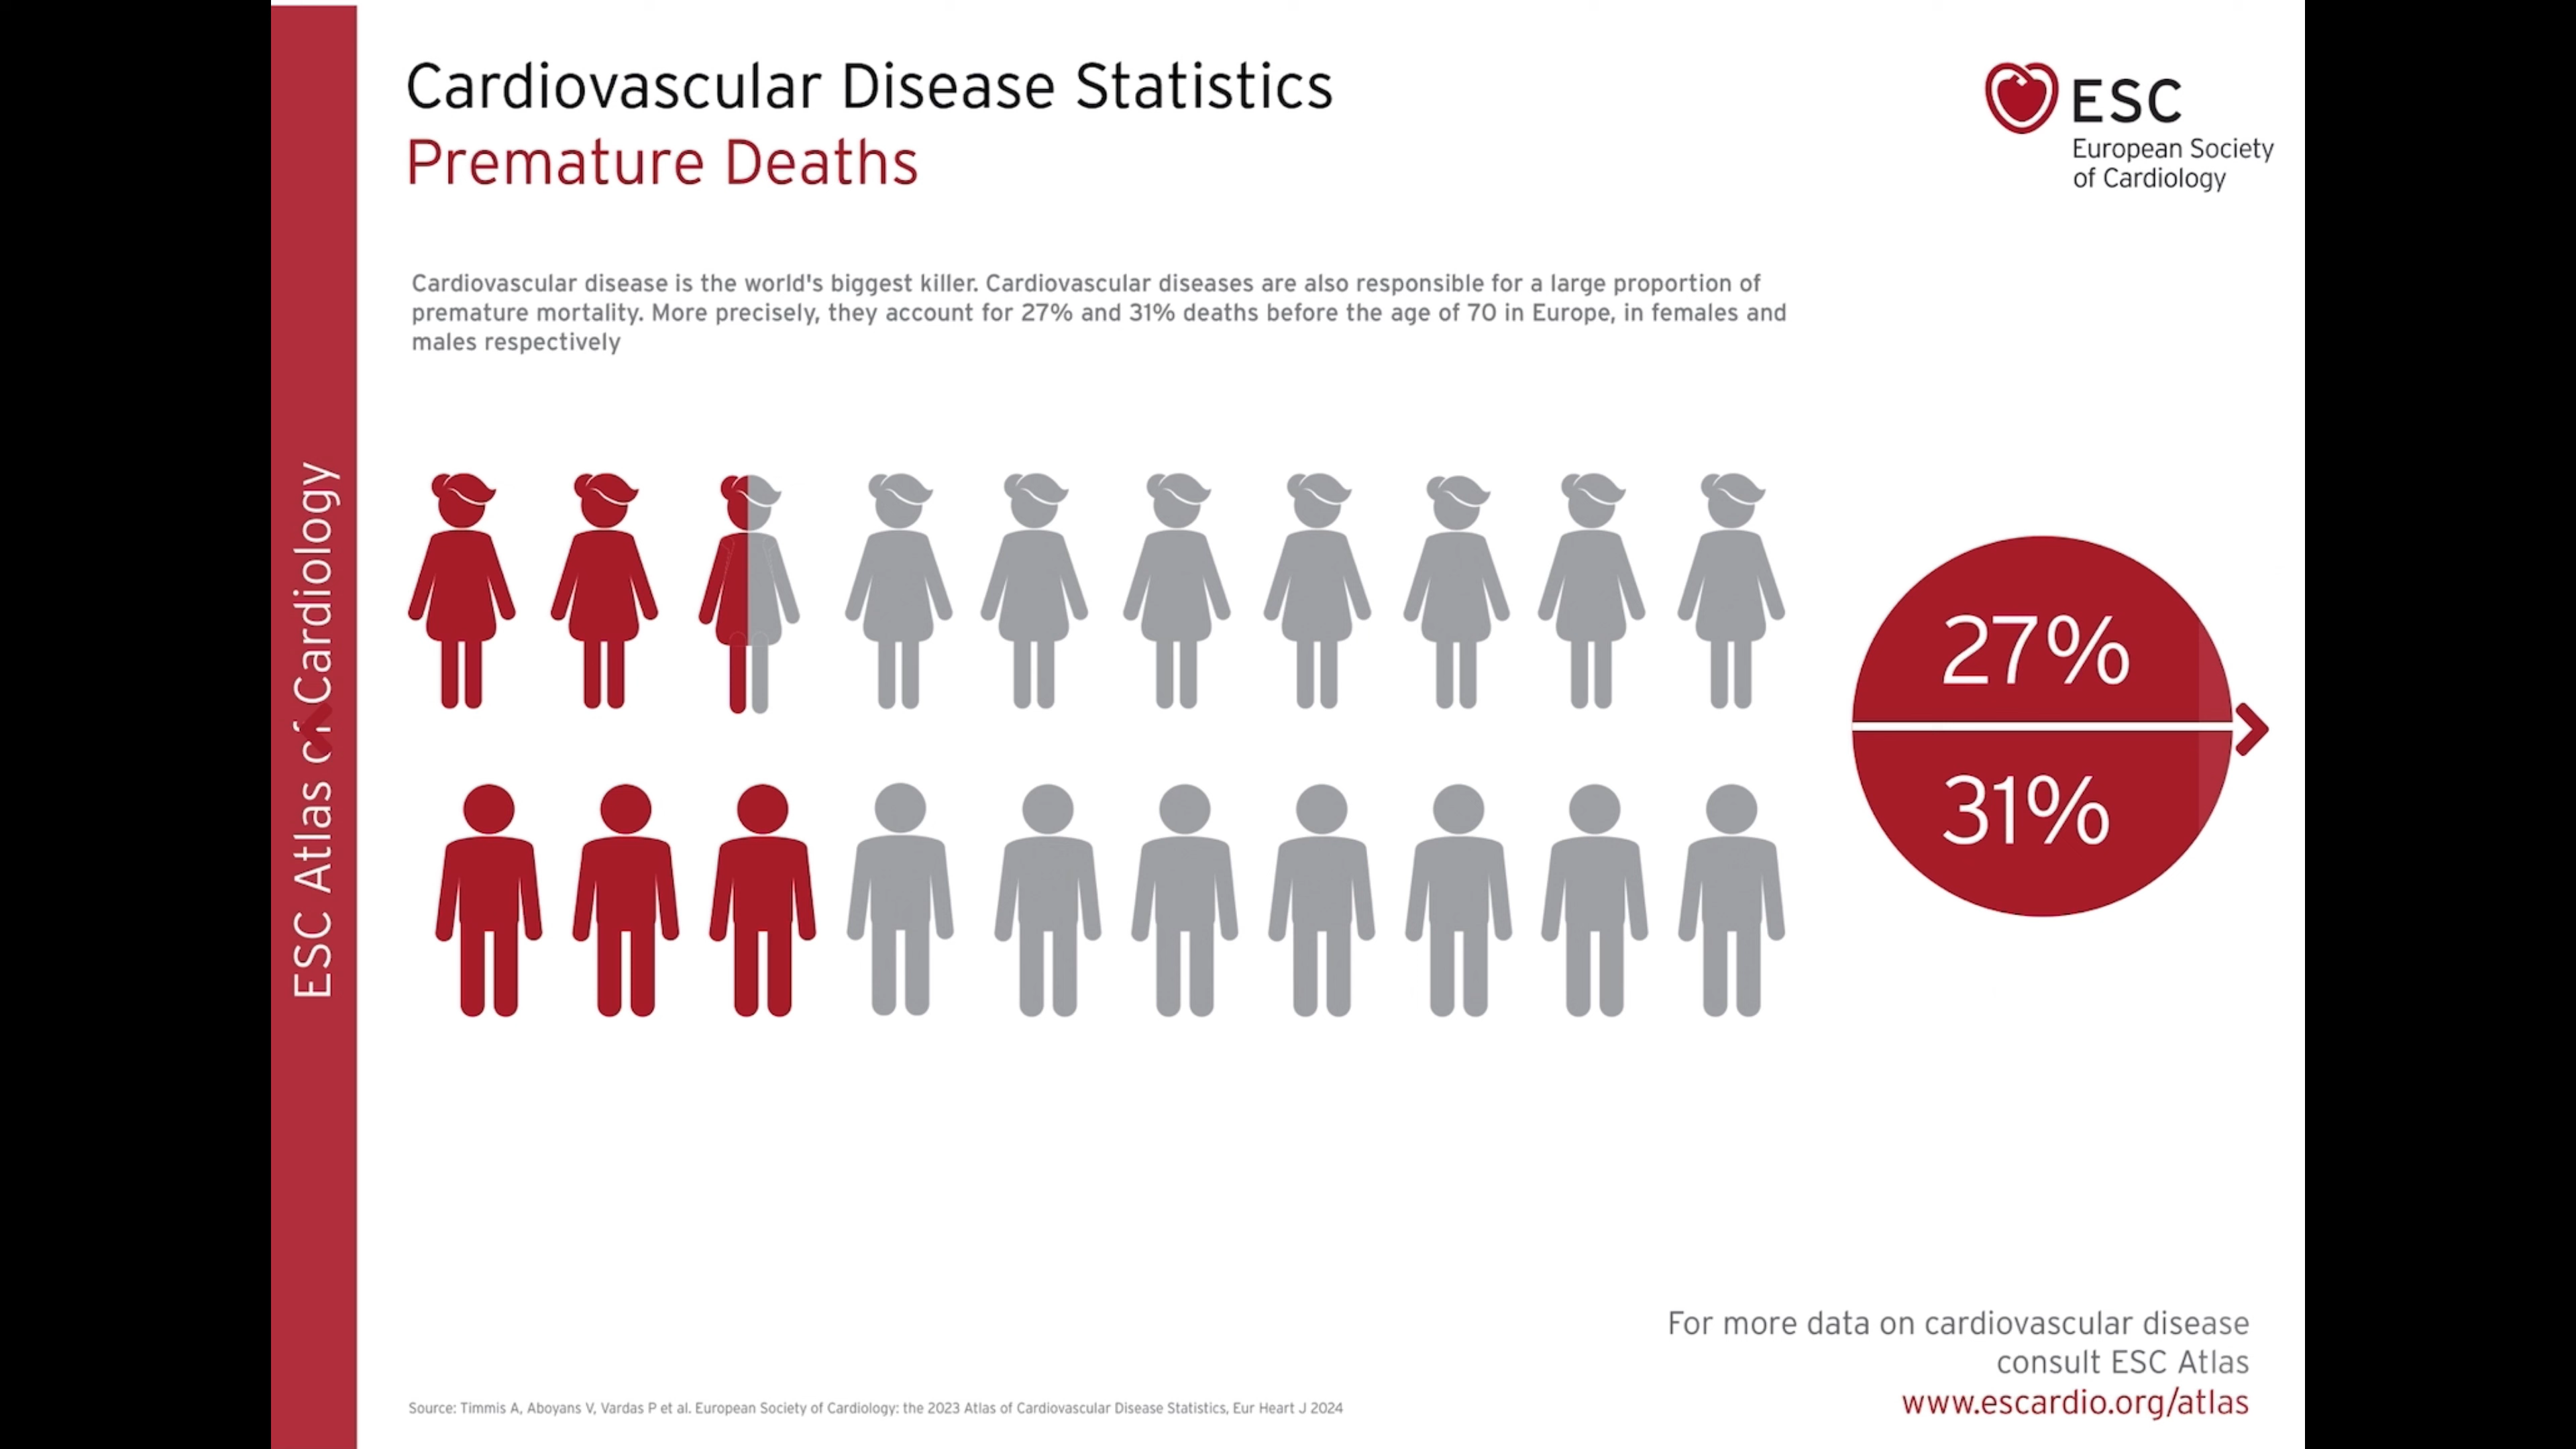 Cardiovascular Disease Statistics
Premature Deaths
ESC
European Society
of Cardiology
Cardiovascular disease is the world's biggest killer. Cardiovascular diseases are also responsible for a large proportion of
premature mortality. More precisely, they account for 27% and 31% deaths before the age of 70 in Europe, in females and
males respectively
ESC Atlas of Cardiology
27%
31%
For more data on cardiovascular disease
consult ESC Atlas
www.escardio.org/atlas
Source: Timmis A, Aboyans V, Vardas P et al. European Society of Cardiology: the 2023 Atlas of Cardiovascular Disease Statistics, Eur Heart J 2024